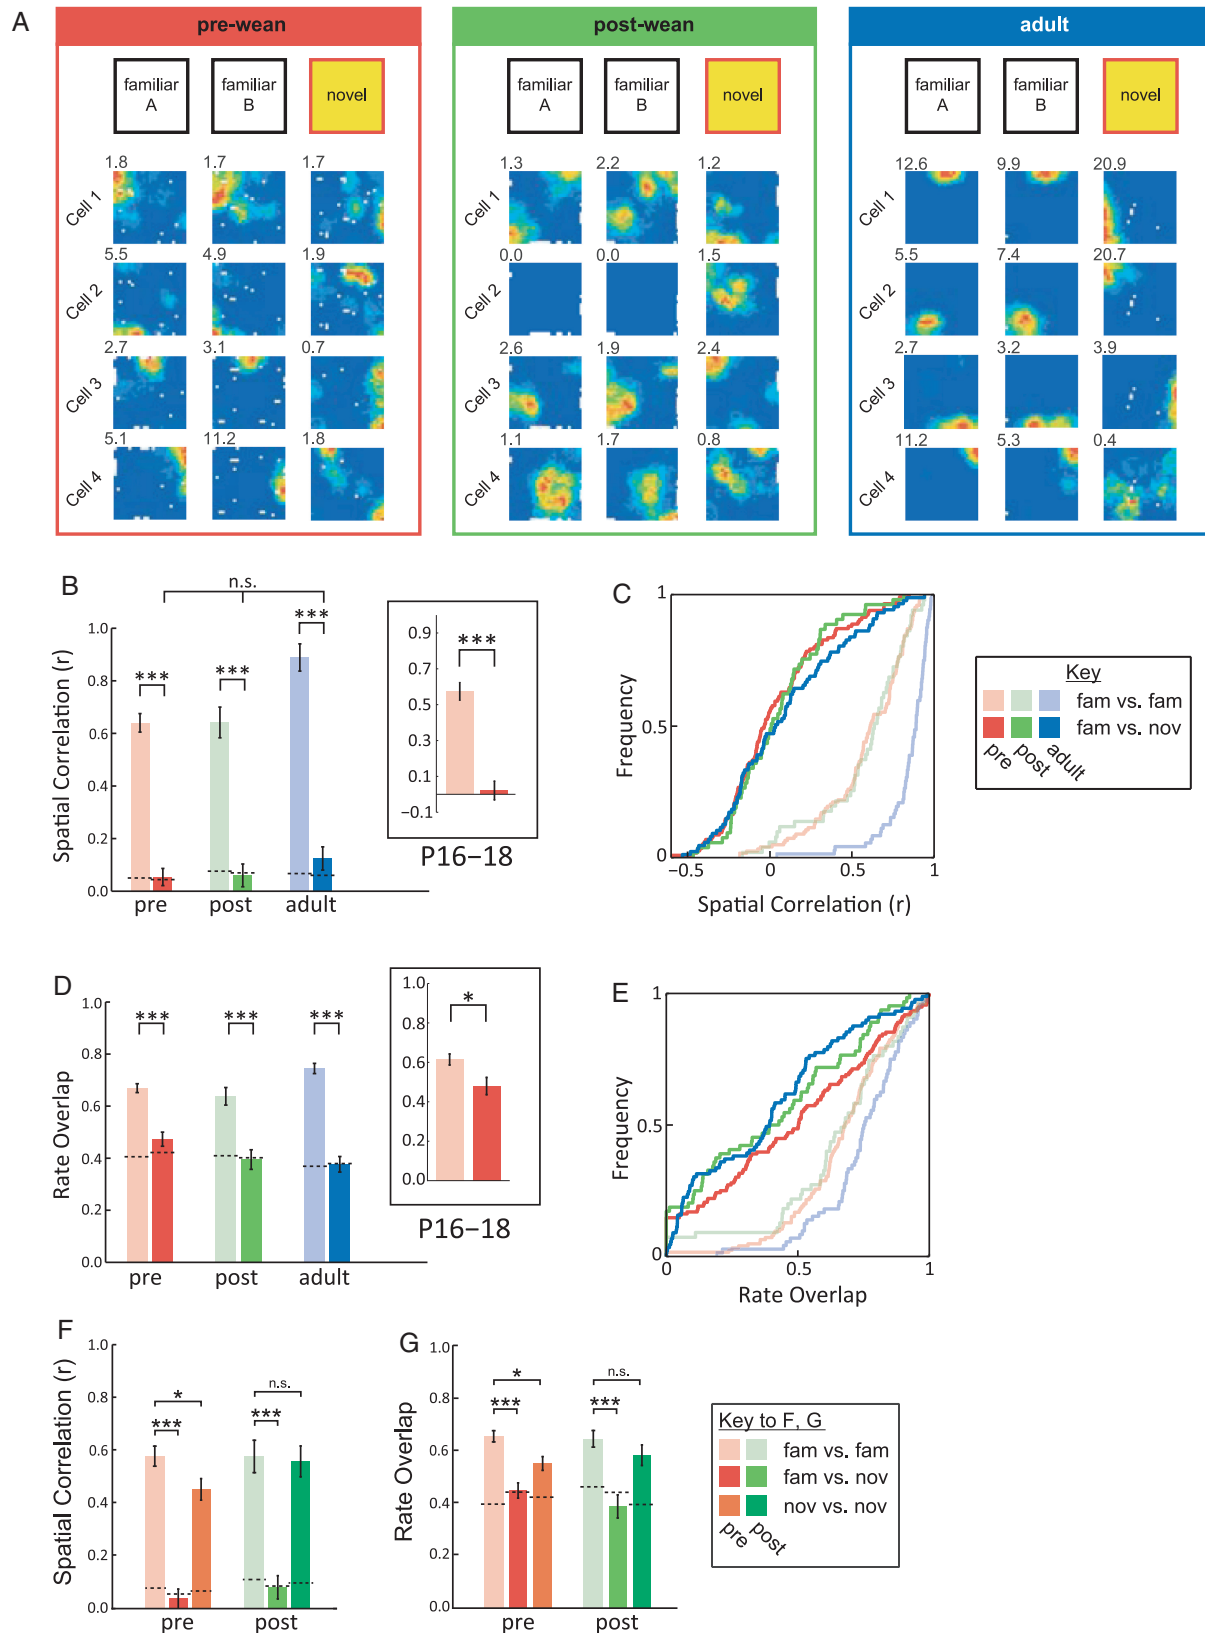 A
pre-wean
post-wean
adult
familiar A
familiar B
novel
familiar A
familiar B
novel
familiar A
familiar B
novel
Cell 1
1.8
1.7
1.7
Cell 1
1.3
2.2
1.2
Cell 1
12.6
9.9
20.9
Cell 2
5.5
4.9
1.9
Cell 2
0.0
0.0
1.5
Cell 2
5.5
7.4
20.7
Cell 3
2.7
3.1
0.7
Cell 3
2.6
1.9
2.4
Cell 3
2.7
3.2
3.9
Cell 4
5.1
11.2
1.8
Cell 4
1.1
1.7
0.8
Cell 4
11.2
5.3
0.4
B
n.s.
***
***
***
Spatial Correlation (r)
1.0
0.8
0.6
0.4
0.2
0.0
pre
post
adult
***
0.9
0.7
0.5
0.3
0.1
−0.1
P16−18
C
Frequency
1
0.5
0
−0.5
0
0.5
1
Spatial Correlation (r)
Key
fam vs. fam
fam vs. nov
pre
post
adult
D
***
***
***
Rate Overlap
1.0
0.8
0.6
0.4
0.2
0.0
pre
post
adult
*
1.0
0.8
0.6
0.4
0.2
0.0
P16−18
E
Frequency
1
0.5
0
0
0.5
1
Rate Overlap
F
Spatial Correlation (r)
1.0
0.8
0.6
0.4
0.2
0.0
*
***
n.s.
***
pre
post
G
Rate Overlap
1.0
0.8
0.6
0.4
0.2
0.0
*
***
n.s.
***
pre
post
Key to F, G
fam vs. fam
fam vs. nov
nov vs. nov
pre
post